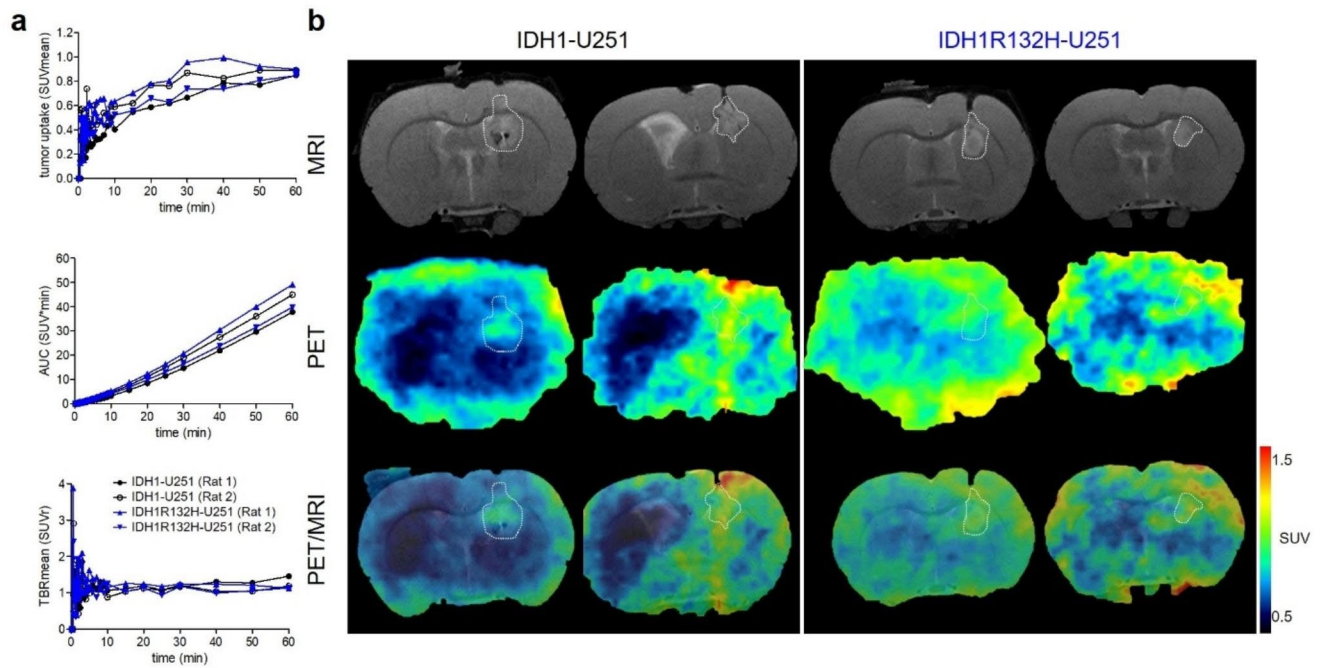 a
b
IDH1-U251
IDH1R132H-U251
tumor uptake (SUVmean)
1.2
1.0
0.8
0.6
0.4
0.2
0.0
0 10 20 30 40 50 60
time (min)
MRI
AUC (SUV*min)
60
50
40
30
20
10
0
0 10 20 30 40 50 60
time (min)
PET
TBRmean (SUVr)
4
3
2
1
0
IDH1-U251 (Rat 1)
IDH1-U251 (Rat 2)
IDH1R132H-U251 (Rat 1)
IDH1R132H-U251 (Rat 2)
0 10 20 30 40 50 60
time (min)
PET/MRI
1.5
SUV
0.5